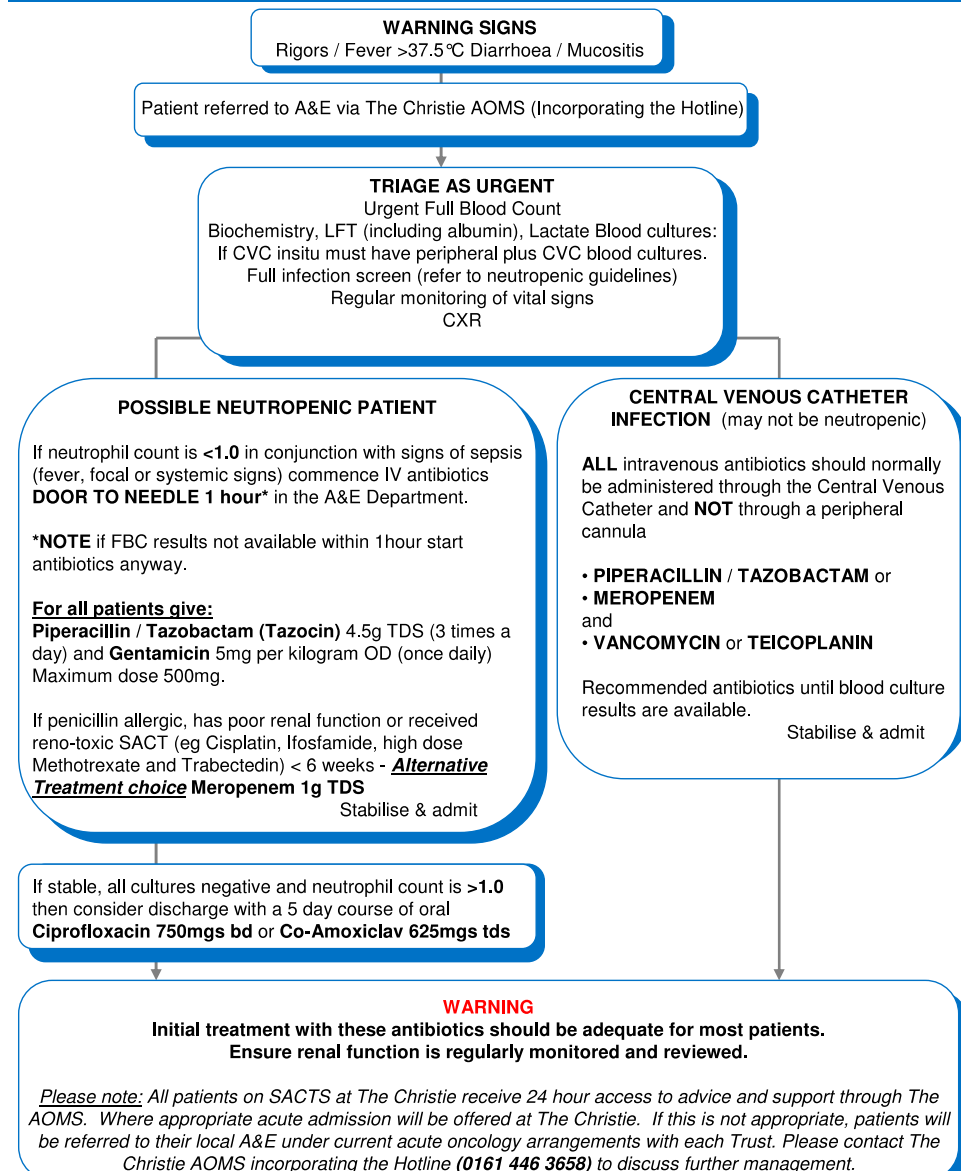 WARNING SIGNS
Rigors / Fever >37.5°C Diarrhoea / Mucositis
Patient referred to A&E via The Christie AOMS (Incorporating the Hotline)
TRIAGE AS URGENT
Urgent Full Blood Count
Biochemistry, LFT (including albumin), Lactate Blood cultures:
If CVC insitu must have peripheral plus CVC blood cultures.
Full infection screen (refer to neutropenic guidelines)
Regular monitoring of vital signs
CXR
POSSIBLE NEUTROPENIC PATIENT
If neutrophil count is <1.0 in conjunction with signs of sepsis
(fever, focal or systemic signs) commence IV antibiotics
DOOR TO NEEDLE 1 hour* in the A&E Department.
*NOTE if FBC results not available within 1hour start
antibiotics anyway.
For all patients give:
Piperacillin / Tazobactam (Tazocin) 4.5g TDS (3 times a
day) and Gentamicin 5mg per kilogram OD (once daily)
Maximum dose 500mg.
If penicillin allergic, has poor renal function or received
reno-toxic SACT (eg Cisplatin, Ifosfamide, high dose
Methotrexate and Trabectedin) < 6 weeks - Alternative
Treatment choice Meropenem 1g TDS
Stabilise & admit
CENTRAL VENOUS CATHETER
INFECTION (may not be neutropenic)
ALL intravenous antibiotics should normally
be administered through the Central Venous
Catheter and NOT through a peripheral
cannula
• PIPERACILLIN / TAZOBACTAM or
• MEROPENEM
and
• VANCOMYCIN or TEICOPLANIN
Recommended antibiotics until blood culture
results are available.
Stabilise & admit
If stable, all cultures negative and neutrophil count is >1.0
then consider discharge with a 5 day course of oral
Ciprofloxacin 750mgs bd or Co-Amoxiclav 625mgs tds
WARNING
Initial treatment with these antibiotics should be adequate for most patients.
Ensure renal function is regularly monitored and reviewed.
Please note: All patients on SACTS at The Christie receive 24 hour access to advice and support through The
AOMS. Where appropriate acute admission will be offered at The Christie. If this is not appropriate, patients will
be referred to their local A&E under current acute oncology arrangements with each Trust. Please contact The
Christie AOMS incorporating the Hotline (0161 446 3658) to discuss further management.